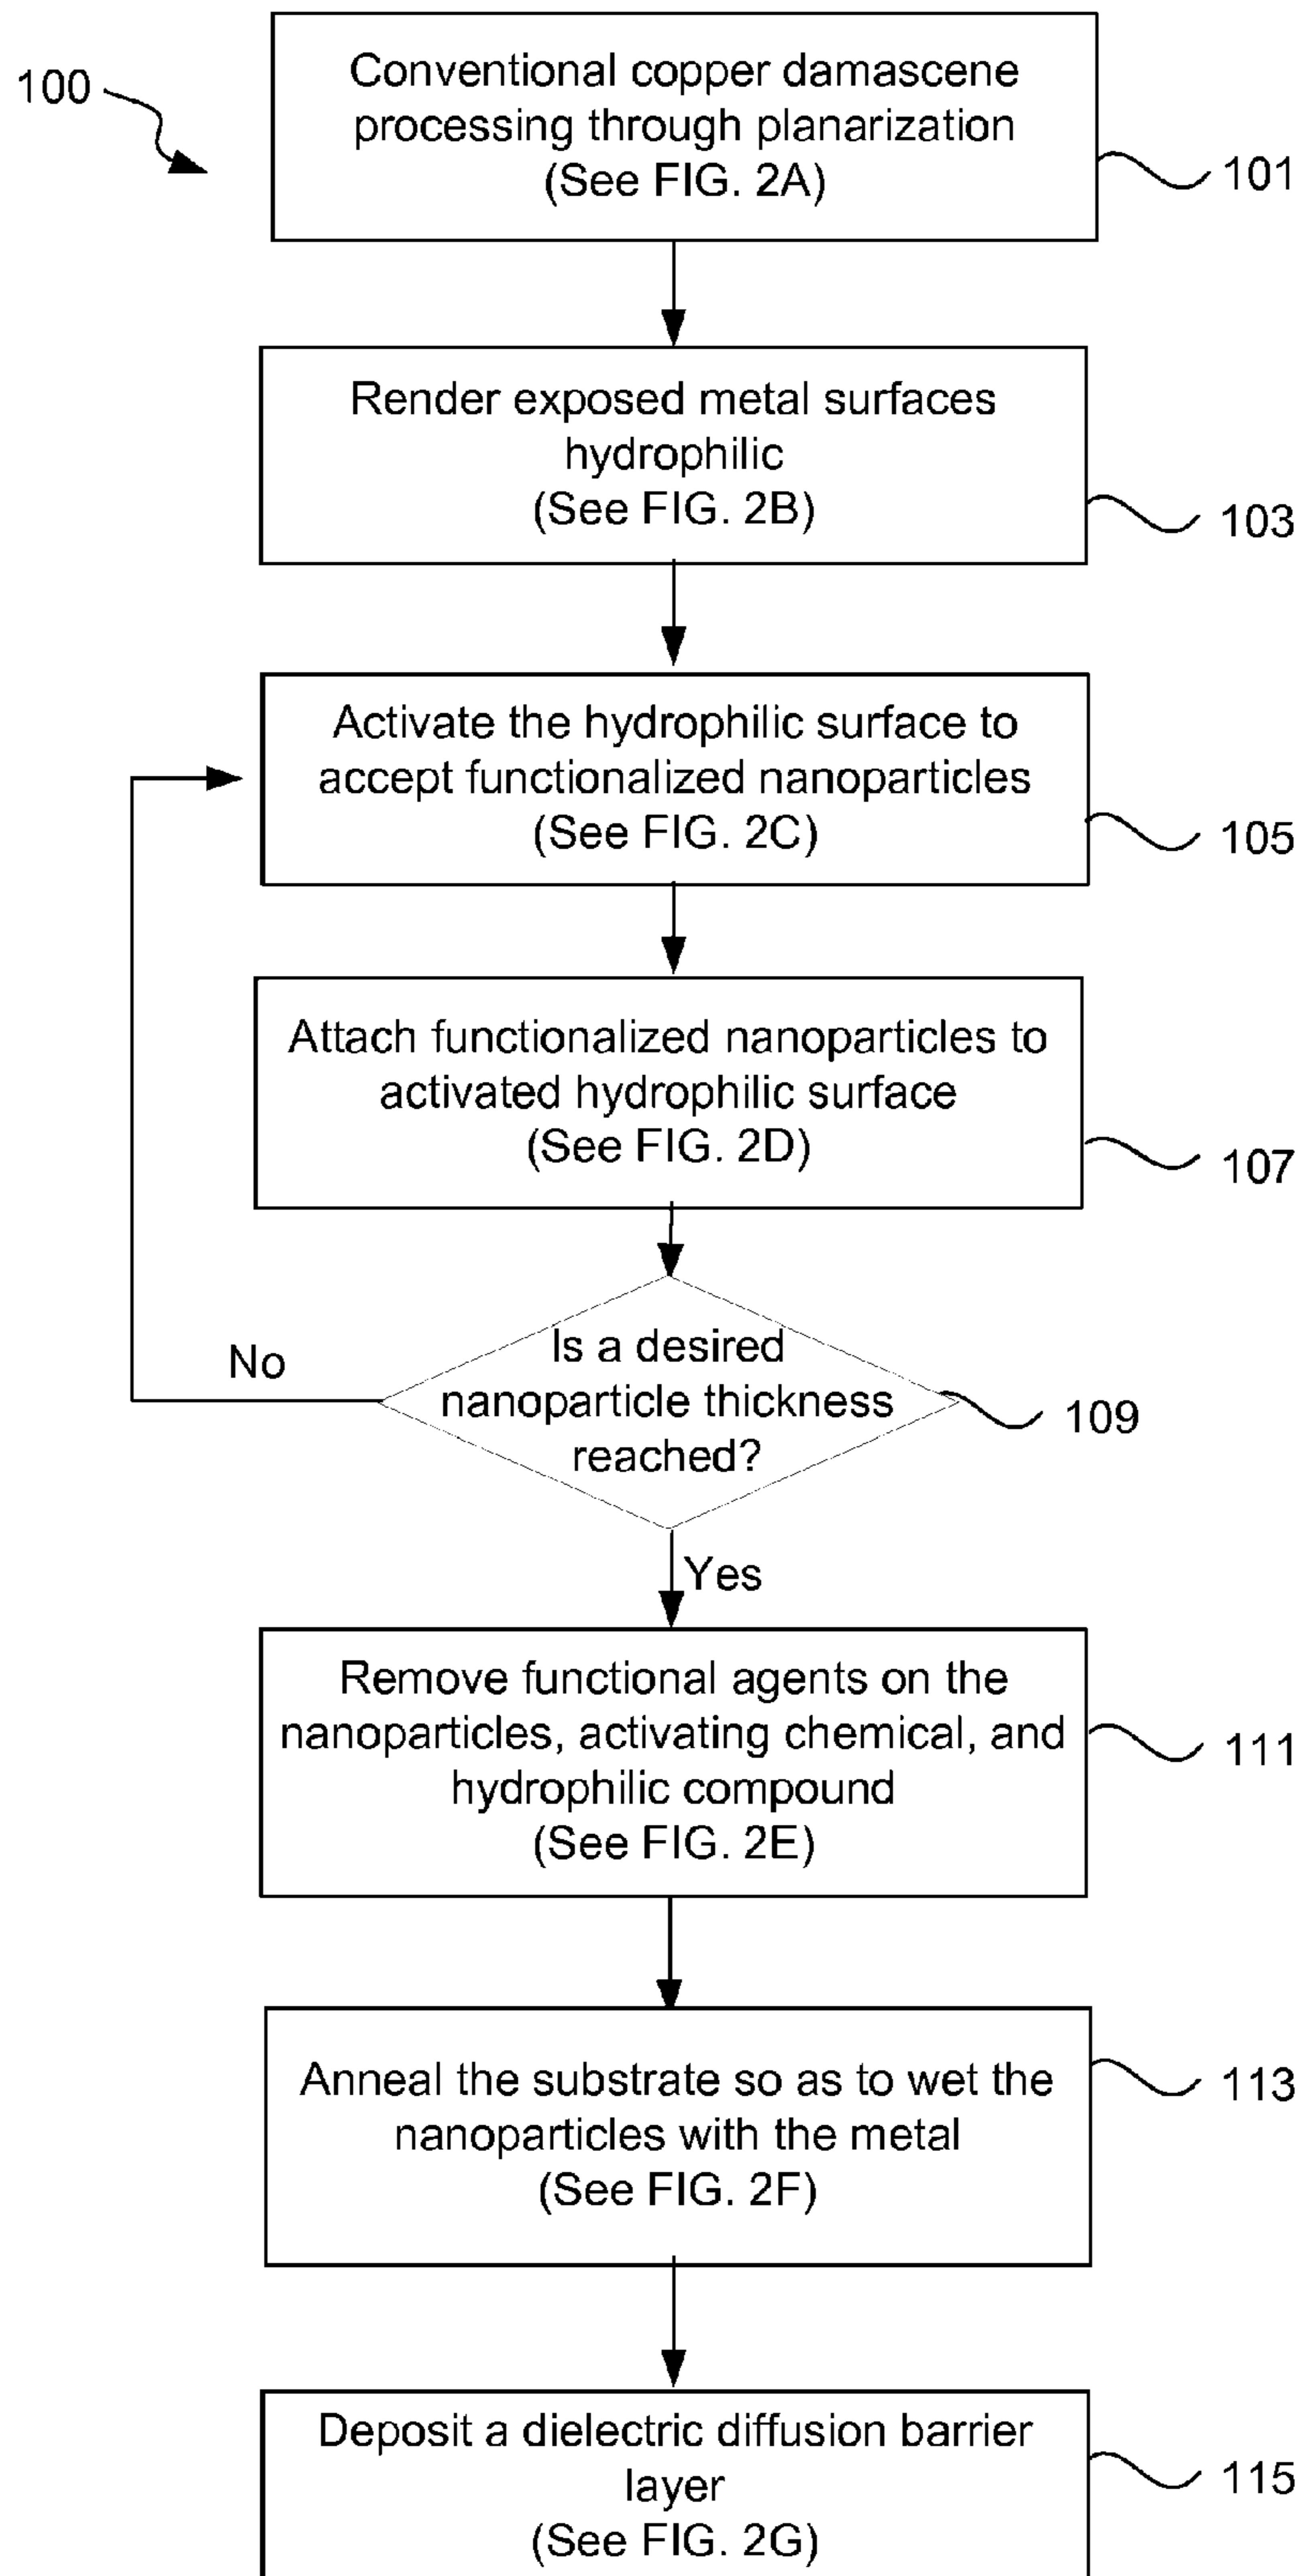 100
Conventional copper damascene
processing through planarization
(See FIG. 2A)
101
Render exposed metal surfaces
hydrophilic
(See FIG. 2B)
103
Activate the hydrophilic surface to
accept functionalized nanoparticles
(See FIG. 2C)
105
Attach functionalized nanoparticles to
activated hydrophilic surface
(See FIG. 2D)
107
Is a desired
nanoparticle thickness
reached?
109
No
Yes
Remove functional agents on the
nanoparticles, activating chemical, and
hydrophilic compound
(See FIG. 2E)
111
Anneal the substrate so as to wet the
nanoparticles with the metal
(See FIG. 2F)
113
Deposit a dielectric diffusion barrier
layer
(See FIG. 2G)
115